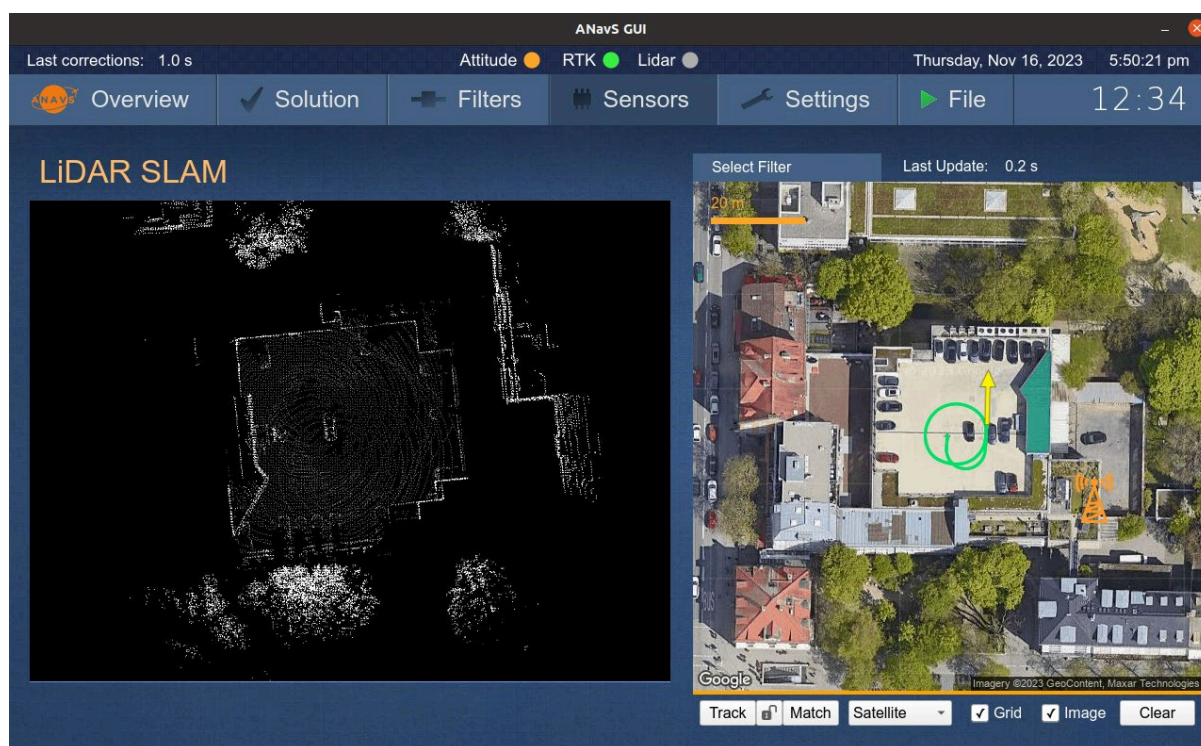 ANavS GUI
Last corrections: 1.0 s Attitude RTK Lidar Thursday, Nov 16, 2023 5:50:21 pm
ANAVS Overview Solution Filters Sensors Settings File 12:34
LiDAR SLAM
Select Filter Last Update: 0.2 s
20 m
BUS
Google
Imagery ©2023 GeoContent, Maxar Technologies
Track Match Satellite Grid Image Clear